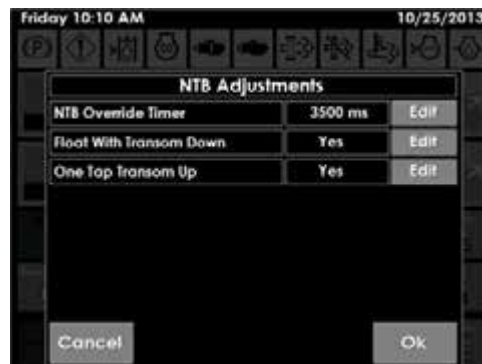 Friday 10:10 AM 10/25/2013
(P)
NTB Adjustments
NTB Override Timer 3500 ms Edit
Float With Transom Down Yes Edit
One Tap Transom Up Yes Edit
Cancel Ok